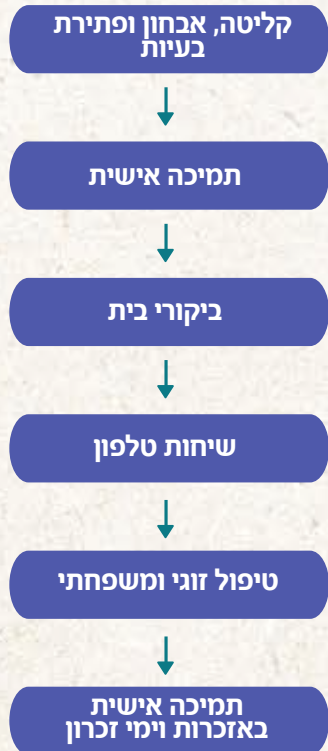 קליטה, אבחון ופתירת
בעיות
תמיכה אישית
ביקורי בית
שיחות טלפון
טיפול זוגי ומשפחתי
תמיכה אישית
באזכרות וימי זכרון